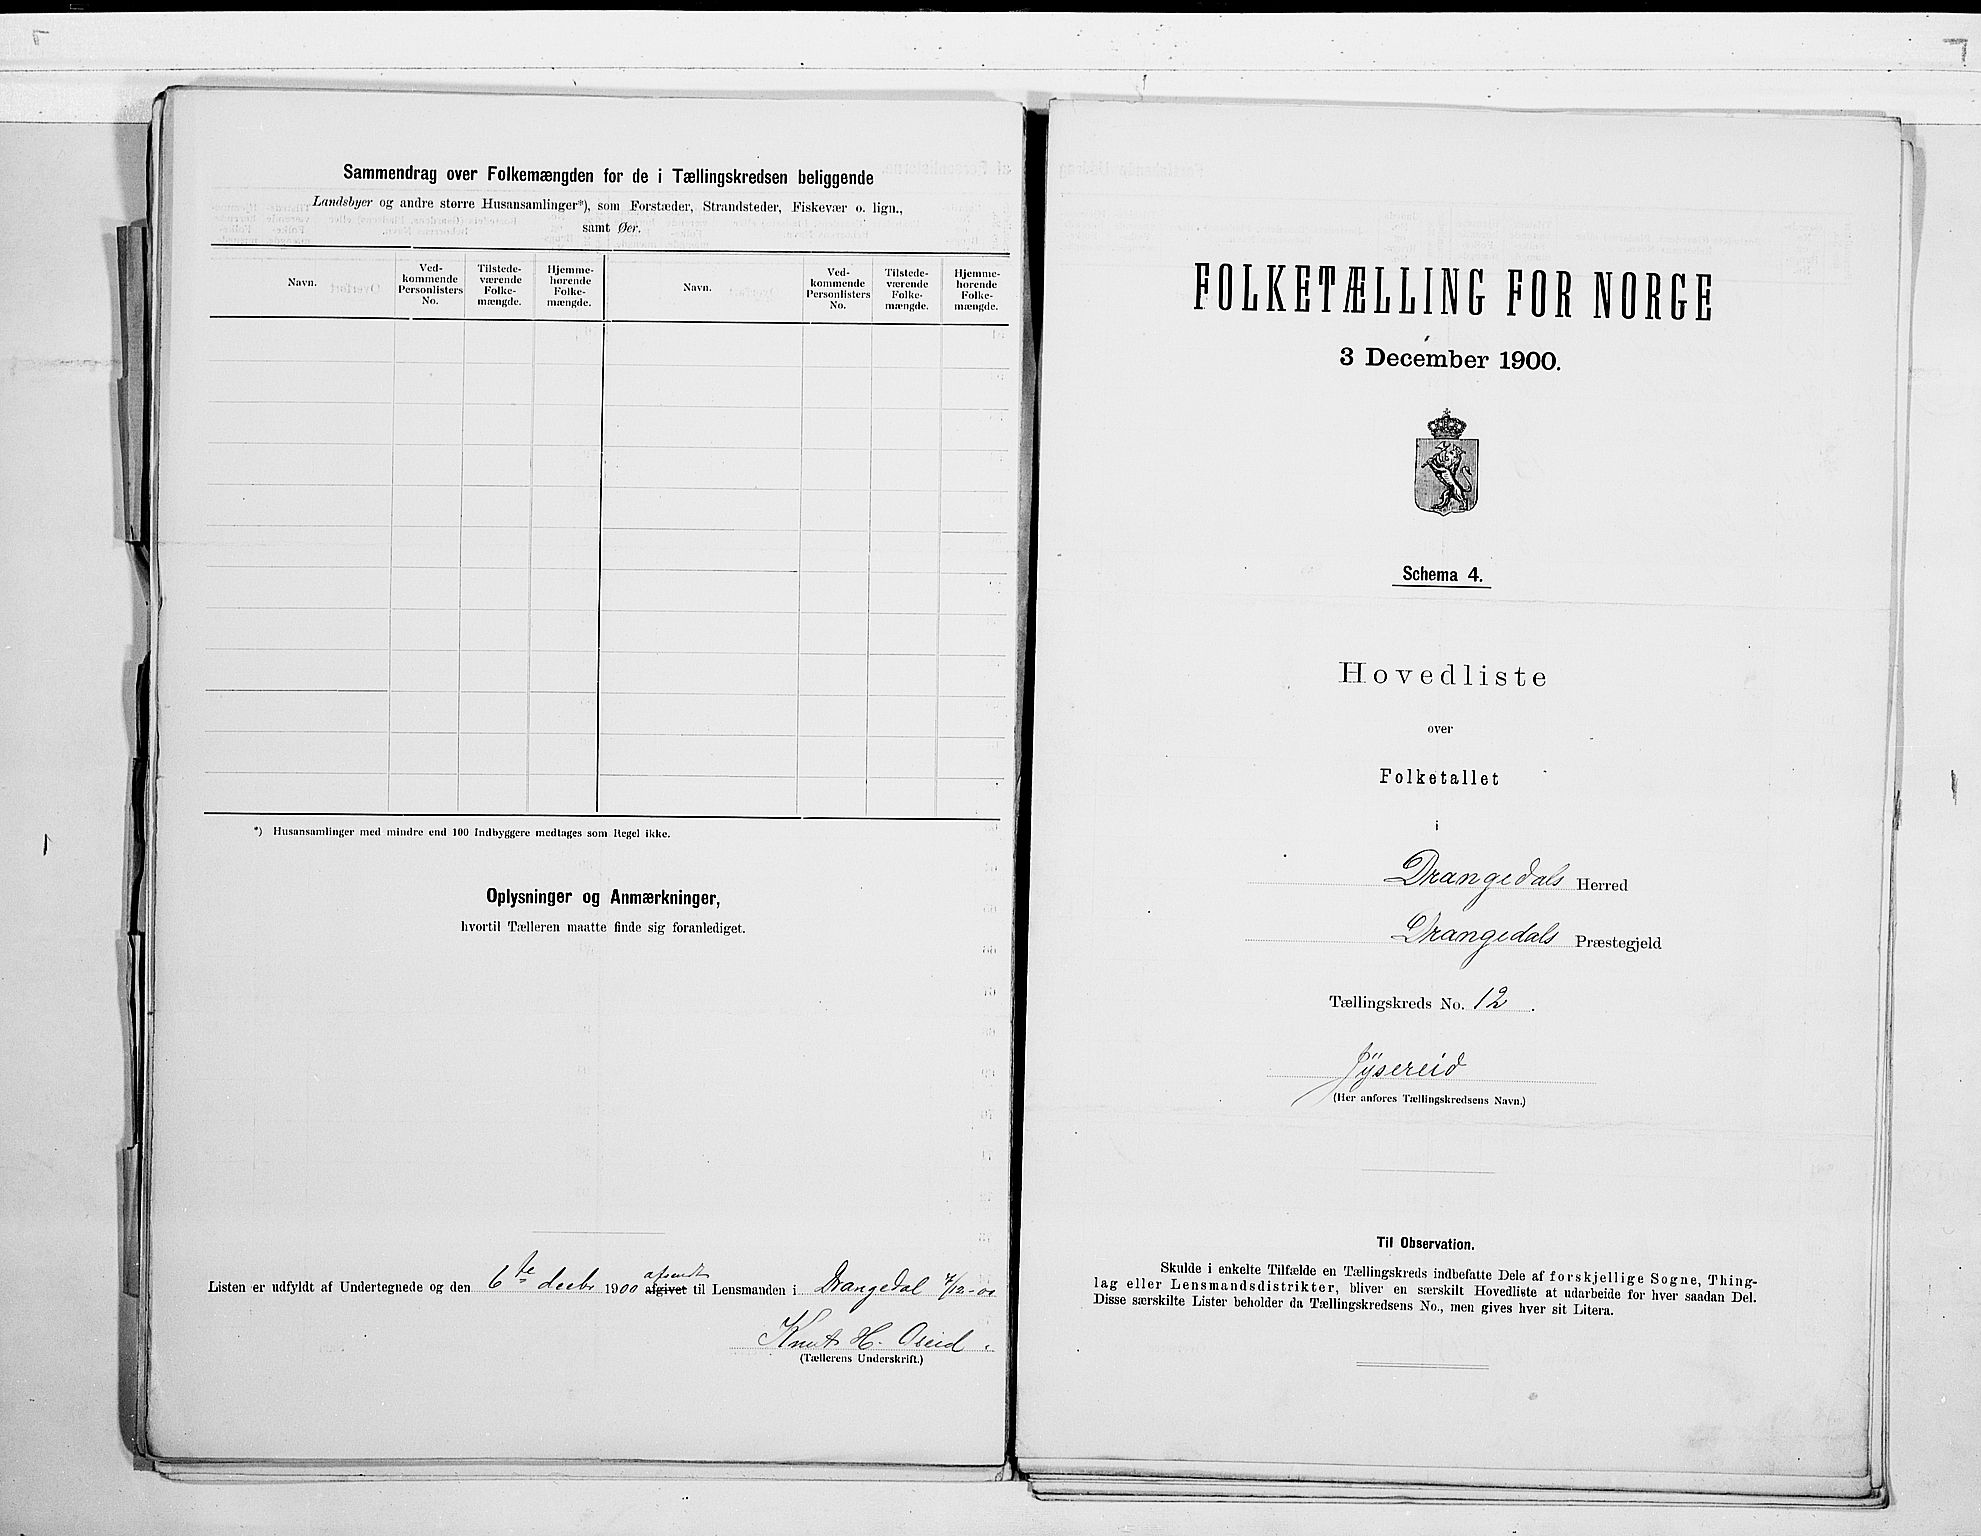 Sammendrag over Folkemængden for de i Tællingskredsen beliggende
Landsbyer og andre større Husansamlinger*), som Forstæder, Strandsteder, Fiskevær o. lign.,
samt Øer.
Navn.
Ved-
kommende
Personlisters
No.
Tilstede-
værende
Folke-
mængde.
Hjemme-
hørende
Folke-
mængde.
Navn.
Ved-
kommende
Personlisters
No.
Tilstede-
værende
Folke-
mængde.
Hjemme-
hørende
Folke-
mængde.
*) Husansamlinger med mindre end 100 Indbyggere medtages som Regel ikke.
Oplysninger og Anmærkninger,
hvortil Tælleren maatte finde sig foranlediget.
afsendt
Listen er udfyldt af Undertegnede og den 6te decbr 1900 afgivet til Lensmanden i Drangedal
Knut H. Oseid.
(Tællerens Underskrift.)
FOLKETÆLLING FOR NORGE
3 December 1900.
Schema 4.
Hovedliste
over
Folketallet
i
Drangedals Herred
Drangedals Præstegjeld
Tællingskreds No. 12.
(Her anføres Tællingskredsens Navn.)
Til Observation.
Skulde i enkelte Tilfælde en Tællingskreds indbefatte Dele af forskjellige Sogne, Thing-
lag eller Lensmandsdistrikter, bliver en særskilt Hovedliste at udarbeide for hver saadan Del.
Disse særskilte Lister beholder da Tællingskredsens No., men gives hver sit Litera.